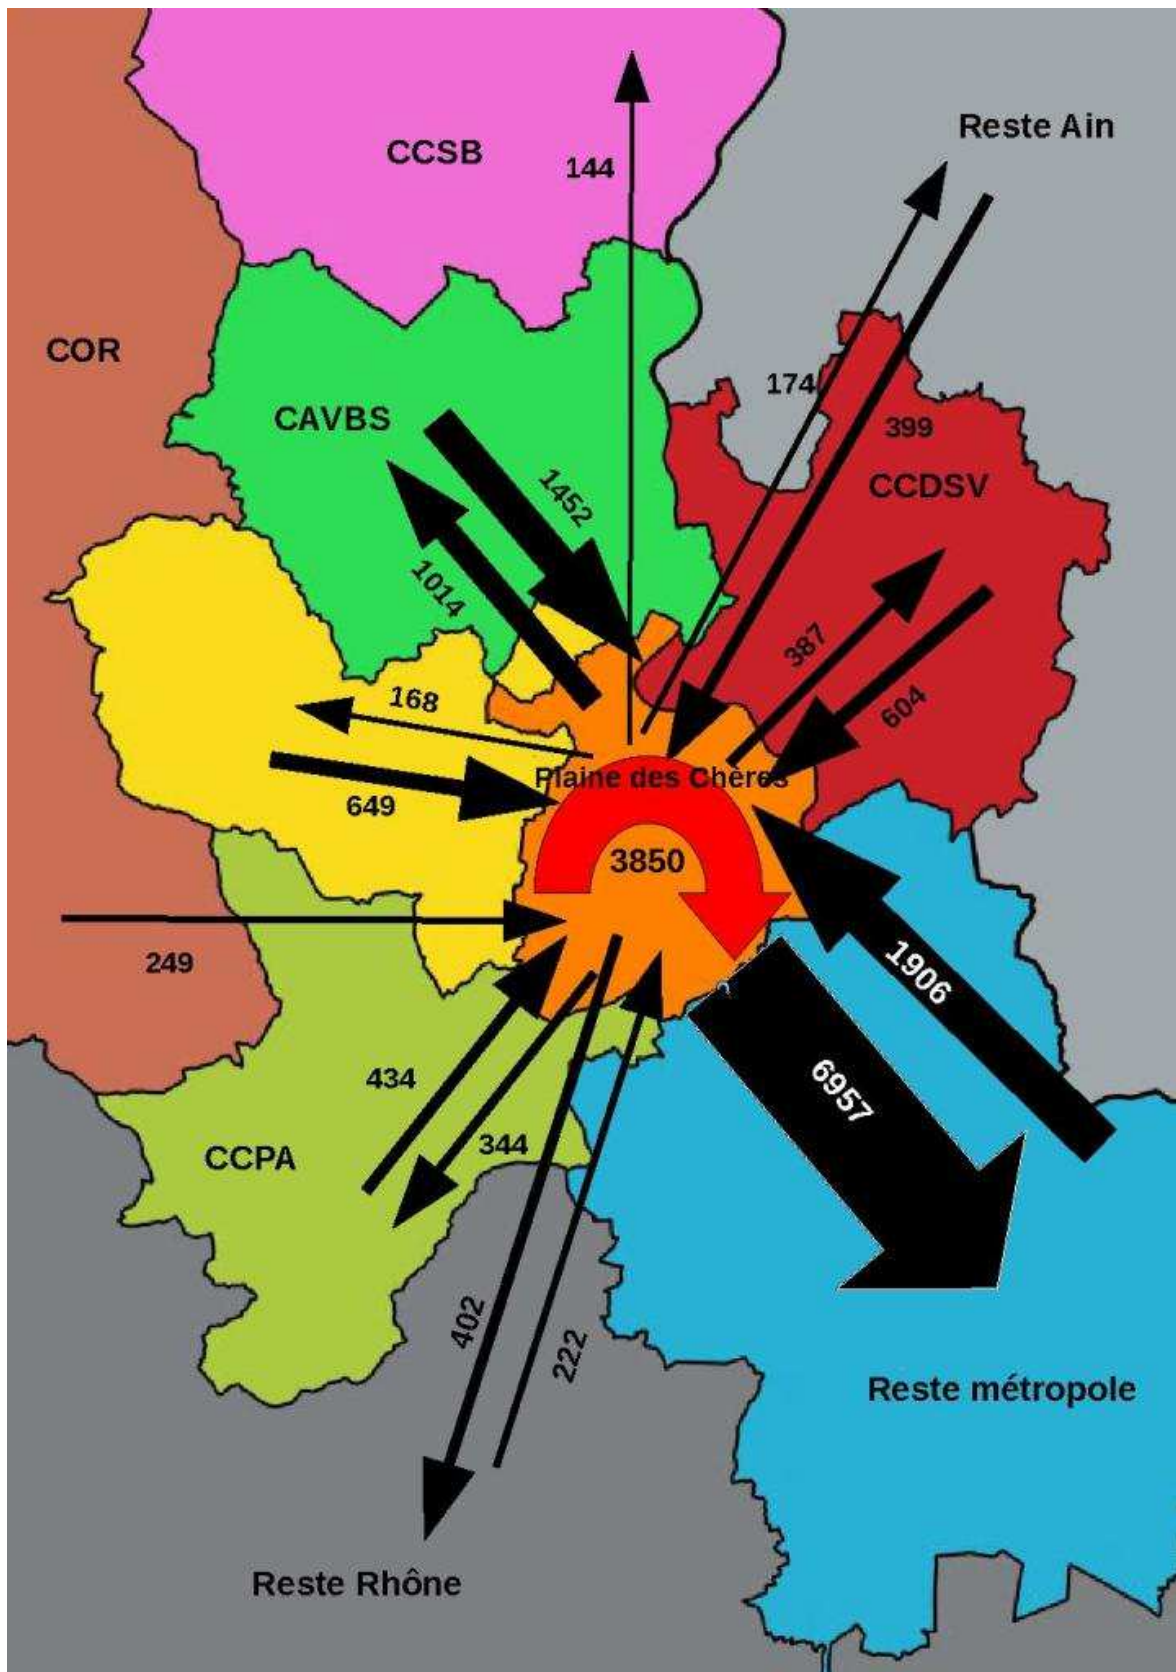 Reste Ain
CCSB
144
COR
174
CAVBS
399
CCDSV
1452
1014
387
168
604
Plaine des Chères
649
3850
249
1906
434
6957
344
CCPA
402
222
Reste métropole
Reste Rhône